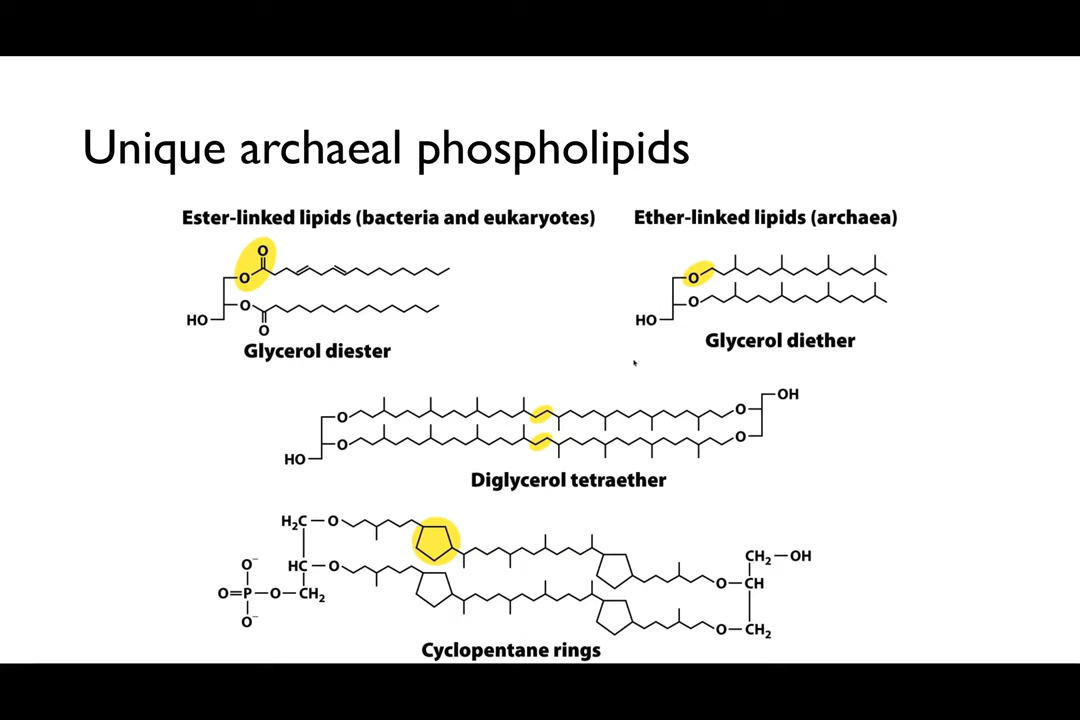 Unique archaeal phospholipids
Ester-linked lipids (bacteria and eukaryotes)
Ether-linked lipids (archaea)
O
O
O
HO
O
Glycerol diester
O
O
HO
Glycerol diether
OH
O
O
O
O
HO
Diglycerol tetraether
H₂C—O
O⁻
HC—O
O=P—O—CH₂
O⁻
CH₂—OH
O—CH
O—CH₂
Cyclopentane rings